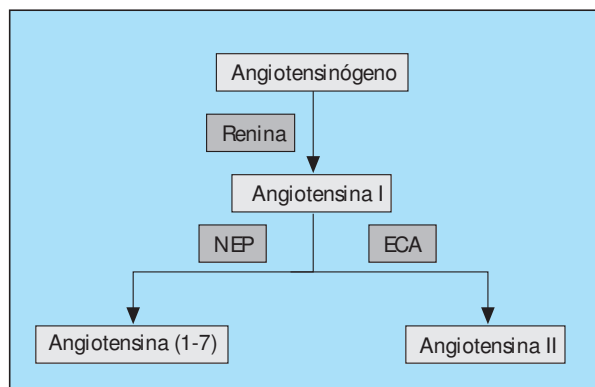 Angiotensinógeno
Renina
Angiotensina I
NEP
ECA
Angiotensina (1-7)
Angiotensina II